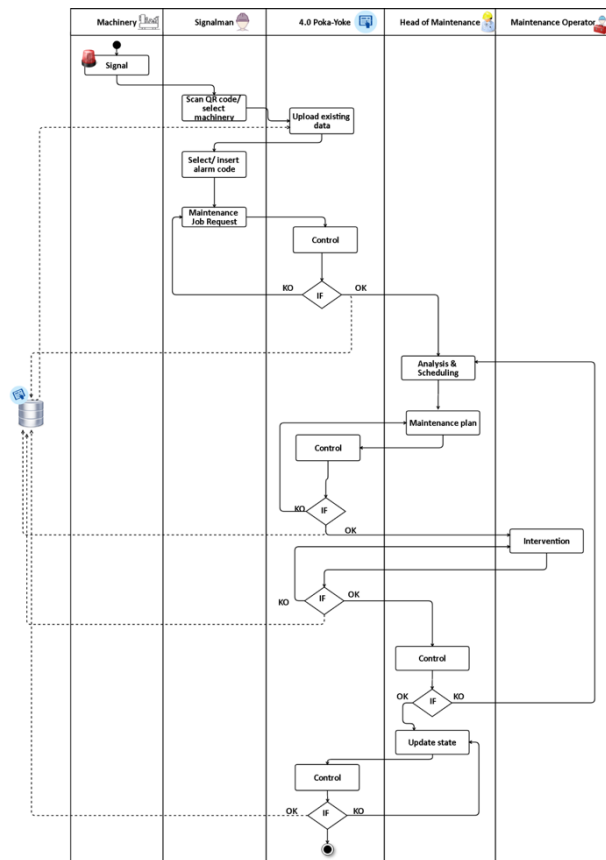 Machinery
Signalman
4.0 Poka-Yoke
Head of Maintenance
Maintenance Operator
Signal
Scan QR code/
select
machinery
Upload existing
data
Select/ insert
alarm code
Maintenance
Job Request
Control
KO
IF
OK
Analysis &
Scheduling
Maintenance plan
Control
KO
IF
OK
Intervention
KO
IF
OK
Control
OK
IF
KO
Update state
Control
OK
IF
KO